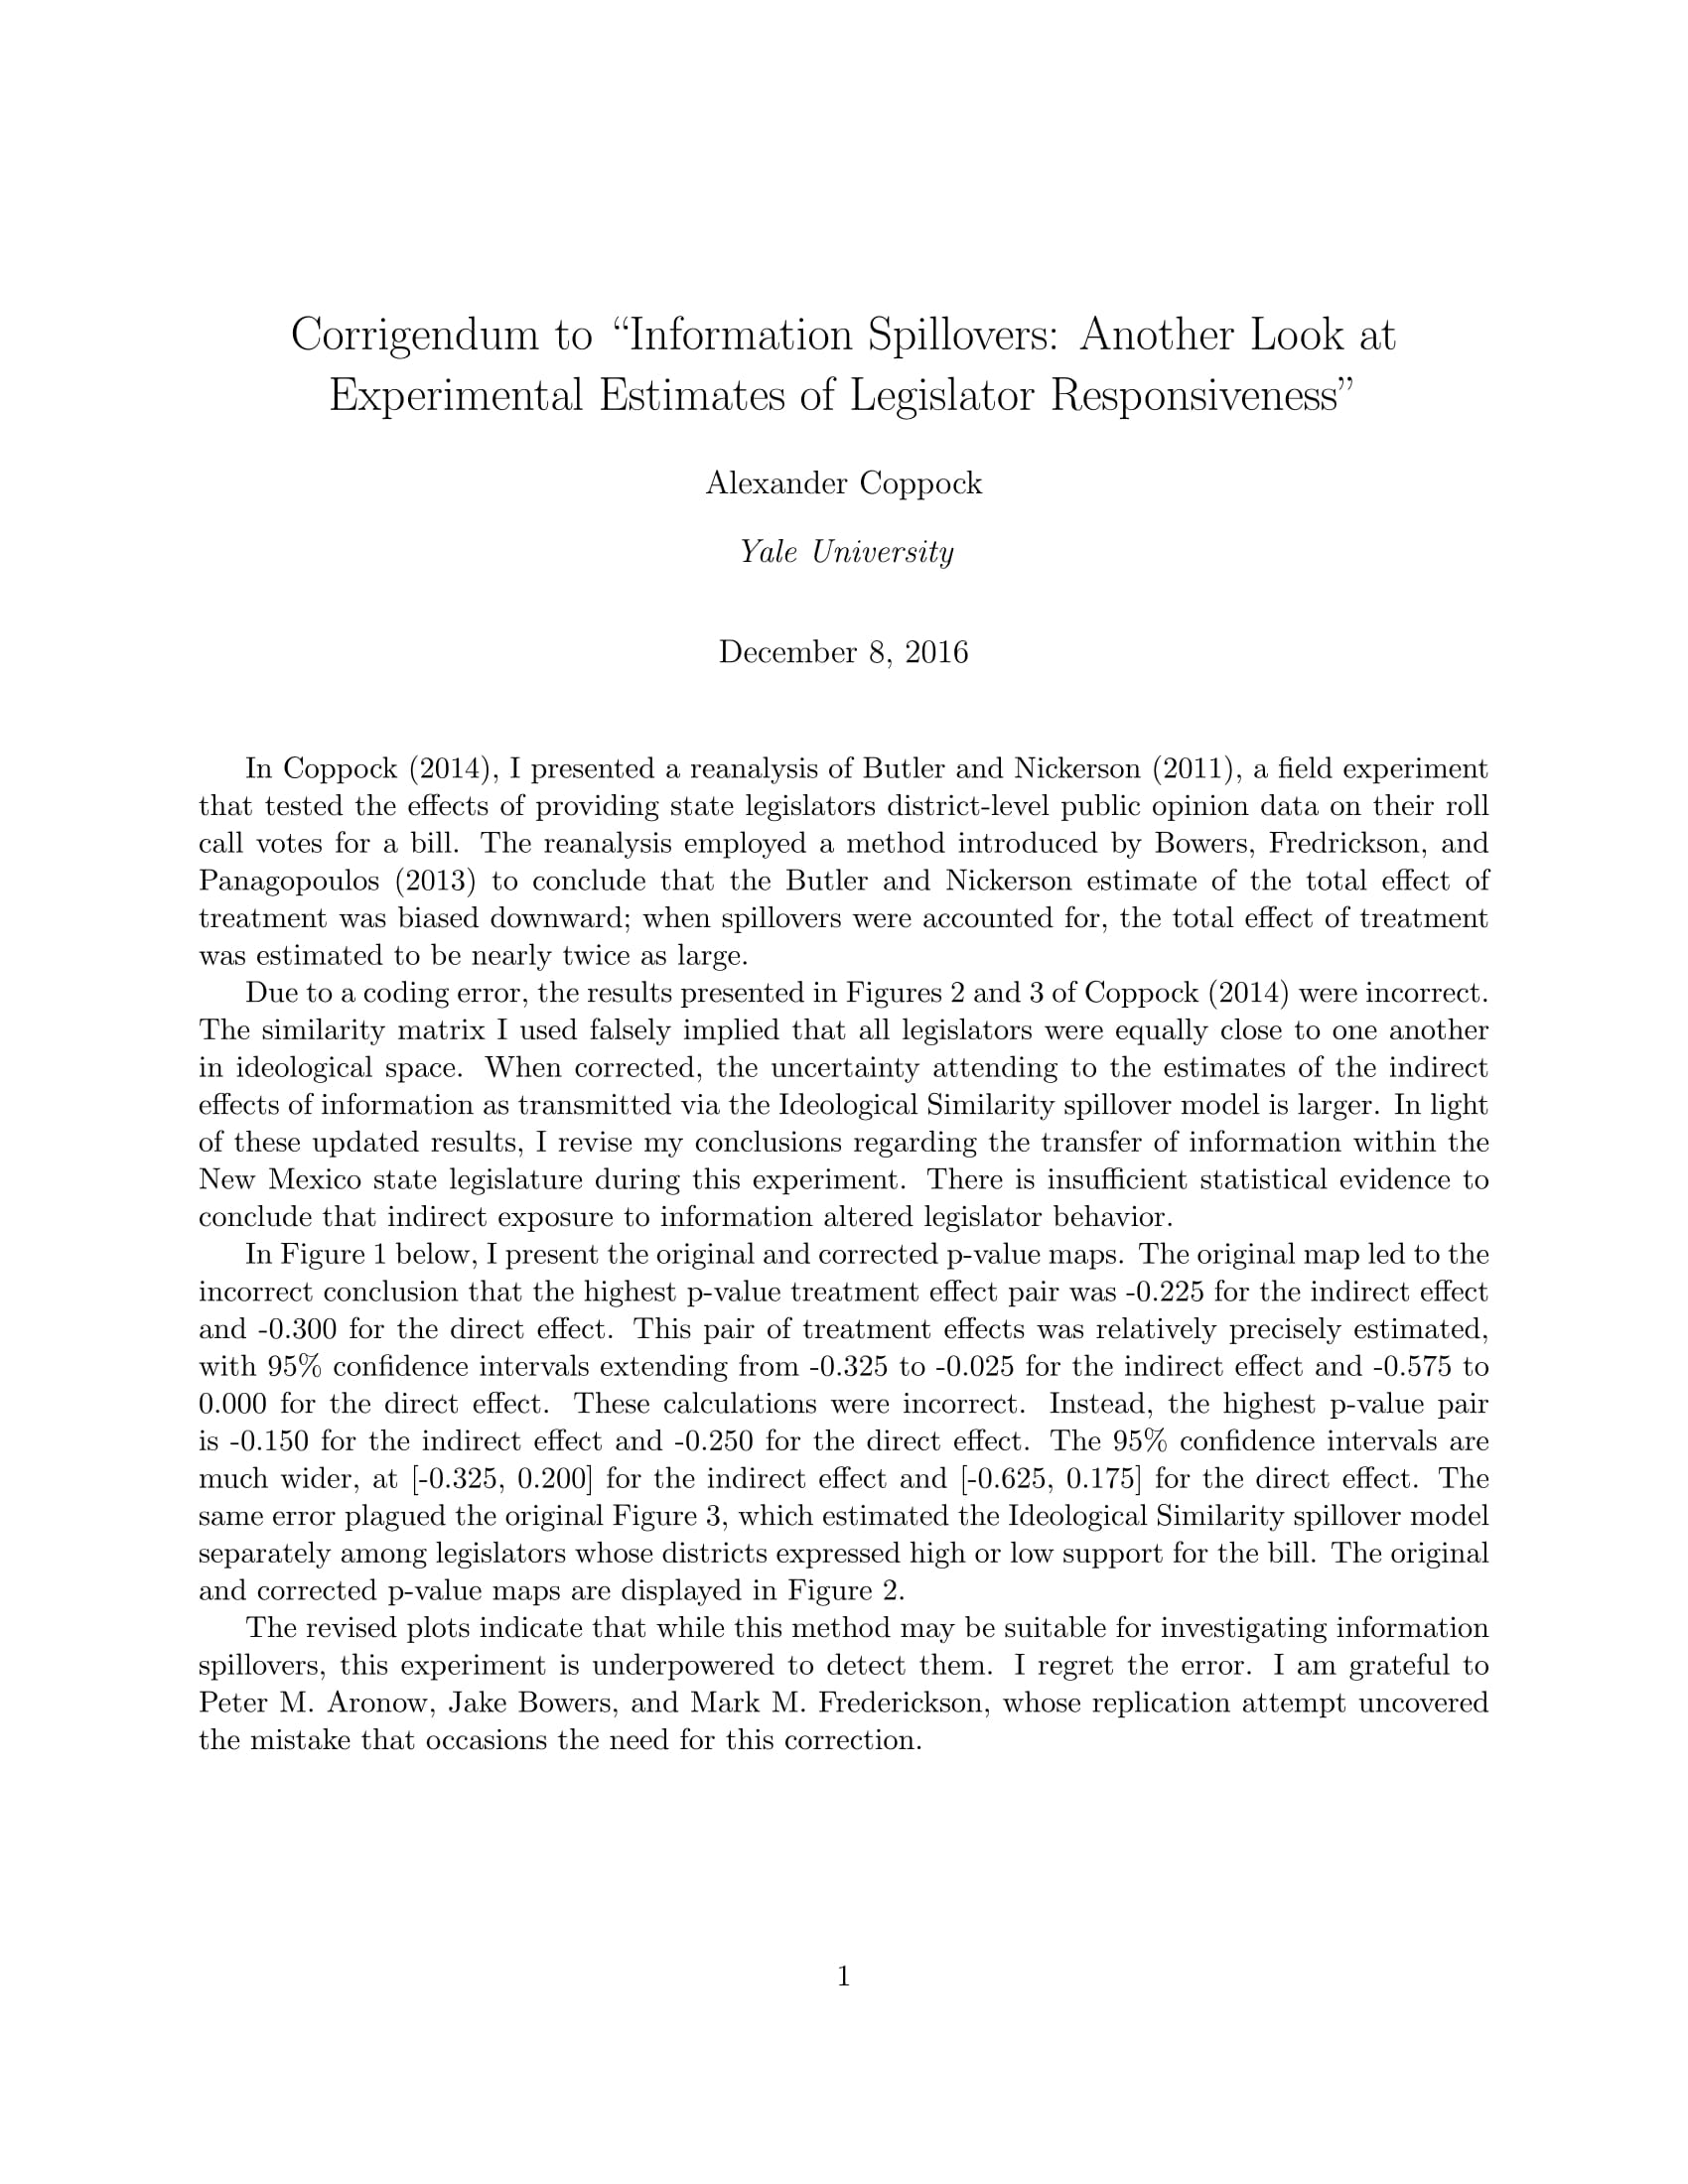 Corrigendum to “Information Spillovers: Another Look at
Experimental Estimates of Legislator Responsiveness”
Alexander Coppock
Yale University
December 8, 2016
In Coppock (2014), I presented a reanalysis of Butler and Nickerson (2011), a field experiment
that tested the effects of providing state legislators district-level public opinion data on their roll
call votes for a bill. The reanalysis employed a method introduced by Bowers, Fredrickson, and
Panagopoulos (2013) to conclude that the Butler and Nickerson estimate of the total effect of
treatment was biased downward; when spillovers were accounted for, the total effect of treatment
was estimated to be nearly twice as large.
Due to a coding error, the results presented in Figures 2 and 3 of Coppock (2014) were incorrect.
The similarity matrix I used falsely implied that all legislators were equally close to one another
in ideological space. When corrected, the uncertainty attending to the estimates of the indirect
effects of information as transmitted via the Ideological Similarity spillover model is larger. In light
of these updated results, I revise my conclusions regarding the transfer of information within the
New Mexico state legislature during this experiment. There is insufficient statistical evidence to
conclude that indirect exposure to information altered legislator behavior.
In Figure 1 below, I present the original and corrected p-value maps. The original map led to the
incorrect conclusion that the highest p-value treatment effect pair was -0.225 for the indirect effect
and -0.300 for the direct effect. This pair of treatment effects was relatively precisely estimated,
with 95% confidence intervals extending from -0.325 to -0.025 for the indirect effect and -0.575 to
0.000 for the direct effect. These calculations were incorrect. Instead, the highest p-value pair
is -0.150 for the indirect effect and -0.250 for the direct effect. The 95% confidence intervals are
much wider, at [-0.325, 0.200] for the indirect effect and [-0.625, 0.175] for the direct effect. The
same error plagued the original Figure 3, which estimated the Ideological Similarity spillover model
separately among legislators whose districts expressed high or low support for the bill. The original
and corrected p-value maps are displayed in Figure 2.
The revised plots indicate that while this method may be suitable for investigating information
spillovers, this experiment is underpowered to detect them. I regret the error. I am grateful to
Peter M. Aronow, Jake Bowers, and Mark M. Frederickson, whose replication attempt uncovered
the mistake that occasions the need for this correction.
1